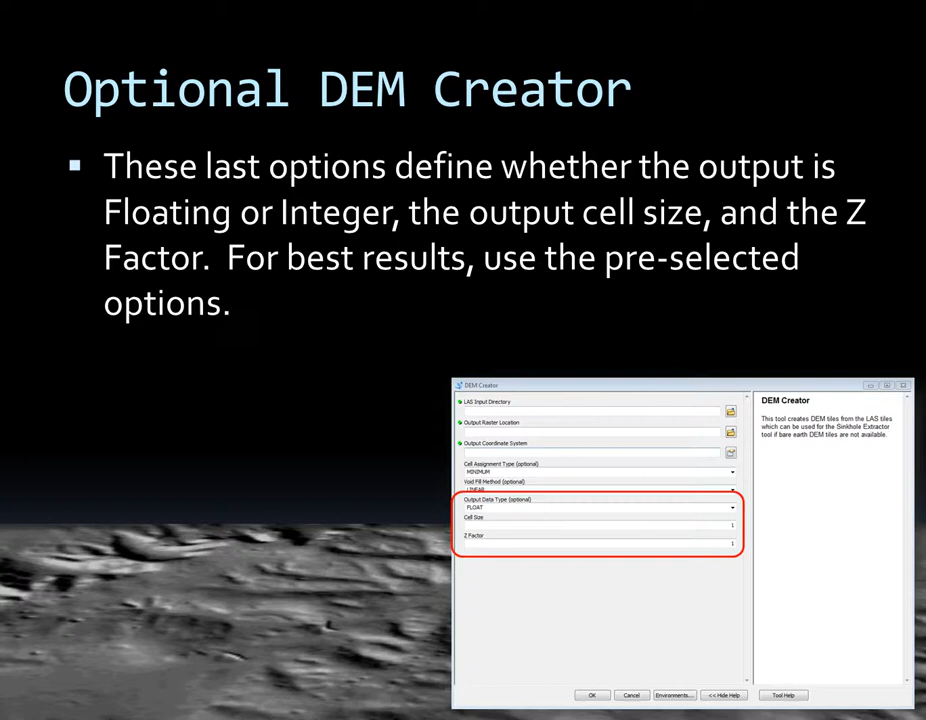 Optional DEM Creator
▪ These last options define whether the output is
Floating or Integer, the output cell size, and the Z
Factor.  For best results, use the pre-selected
options.
DEM Creator
LAS Input Directory
Output Raster Location
Output Coordinate System
Cell Assignment Type (optional)
MINIMUM
Void Fill Method (optional)
LINEAR
Output Data Type (optional)
FLOAT
Cell Size
1
Z Factor
1
OK
Cancel
Environments...
<< Hide Help
DEM Creator
This tool creates DEM tiles from the LAS tiles
which can be used for the Sinkhole Extractor
tool if bare earth DEM tiles are not available.
Tool Help